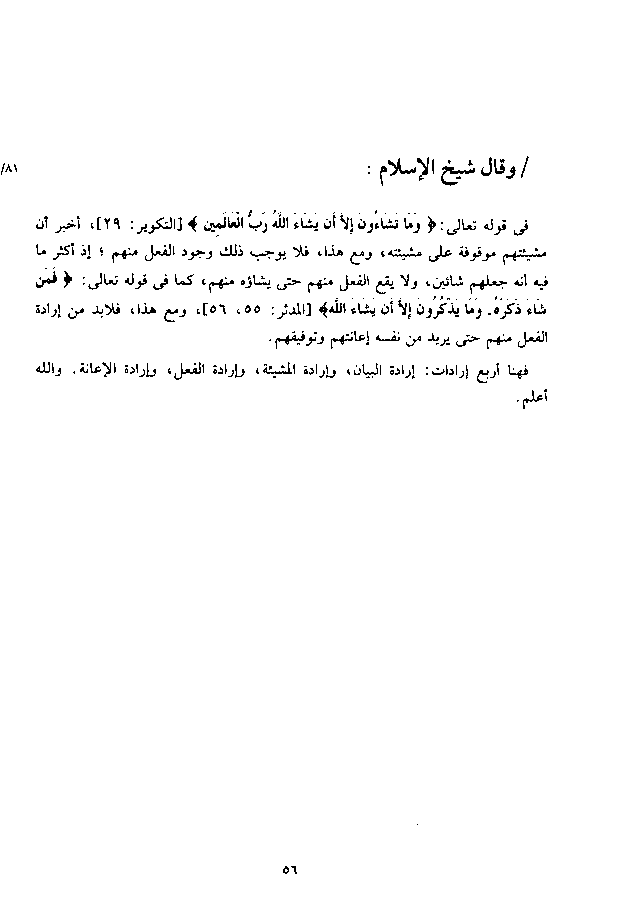 / وقال شيخ الإسلام :
٨١/
فى قوله تعالى: ﴿ وَمَا تَشَاءُونَ إِلاَّ أَن يَشَاءَ اللَّهُ رَبُّ الْعَالَمِينَ ﴾ [التكوير: ٢٩]، أخبر أن
مشيئتهم موقوفة على مشيئته، ومع هذا، فلا يوجب ذلك وجود الفعل منهم ؛ إذ أكثر ما
فيه أنه جعلهم شائين، ولا يقع الفعل منهم حتى يشاؤه منهم، كما فى قوله تعالى: ﴿ فَمَن
شَاءَ ذَكَرَهُ. وَمَا يَذْكُرُونَ إِلاَّ أَن يَشَاءَ اللَّه﴾ [المدثر: ٥٥، ٥٦]، ومع هذا، فلابد من إرادة
الفعل منهم حتى يريد من نفسه إعانتهم وتوفيقهم.
فهنا أربع إرادات: إرادة البيان، وإرادة المشيئة، وإرادة الفعل، وإرادة الإعانة. والله
أعلم.
٥٦